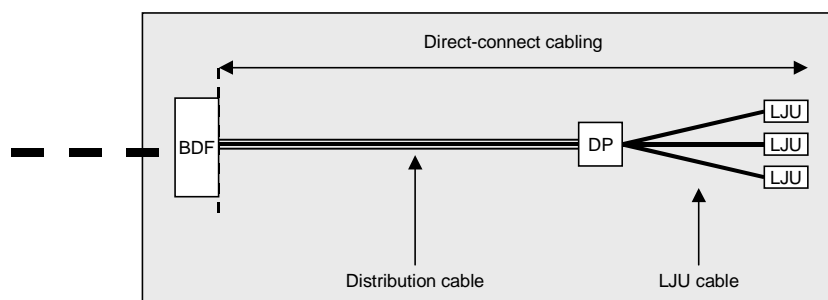 Direct-connect cabling
BDF
DP
LJU
LJU
LJU
Distribution cable
LJU cable